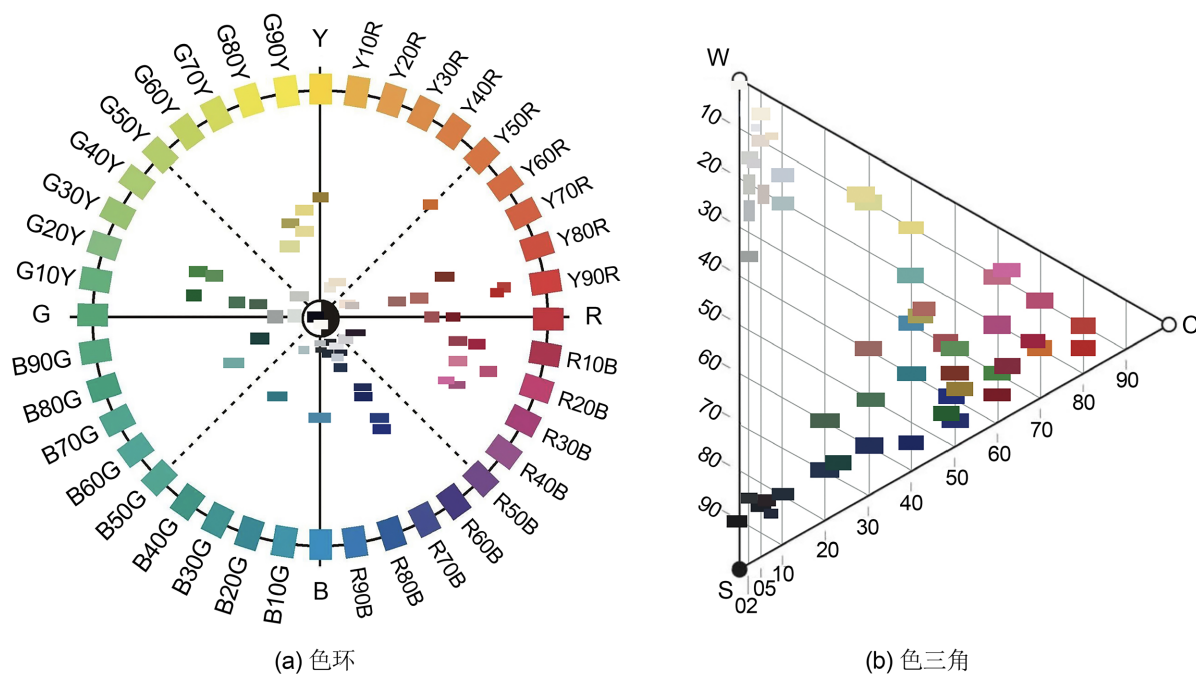 Y
Y10R
Y20R
Y30R
Y40R
Y50R
Y60R
Y70R
Y80R
Y90R
R
R10B
R20B
R30B
R40B
R50B
R60B
R70B
R80B
R90B
B
B10G
B20G
B30G
B40G
B50G
B60G
B70G
B80G
B90G
G
G10Y
G20Y
G30Y
G40Y
G50Y
G60Y
G70Y
G80Y
G90Y
(a) 色环
W
10
20
30
40
50
60
70
80
90
S
02
05
10
20
30
40
50
60
70
80
90
C
(b) 色三角